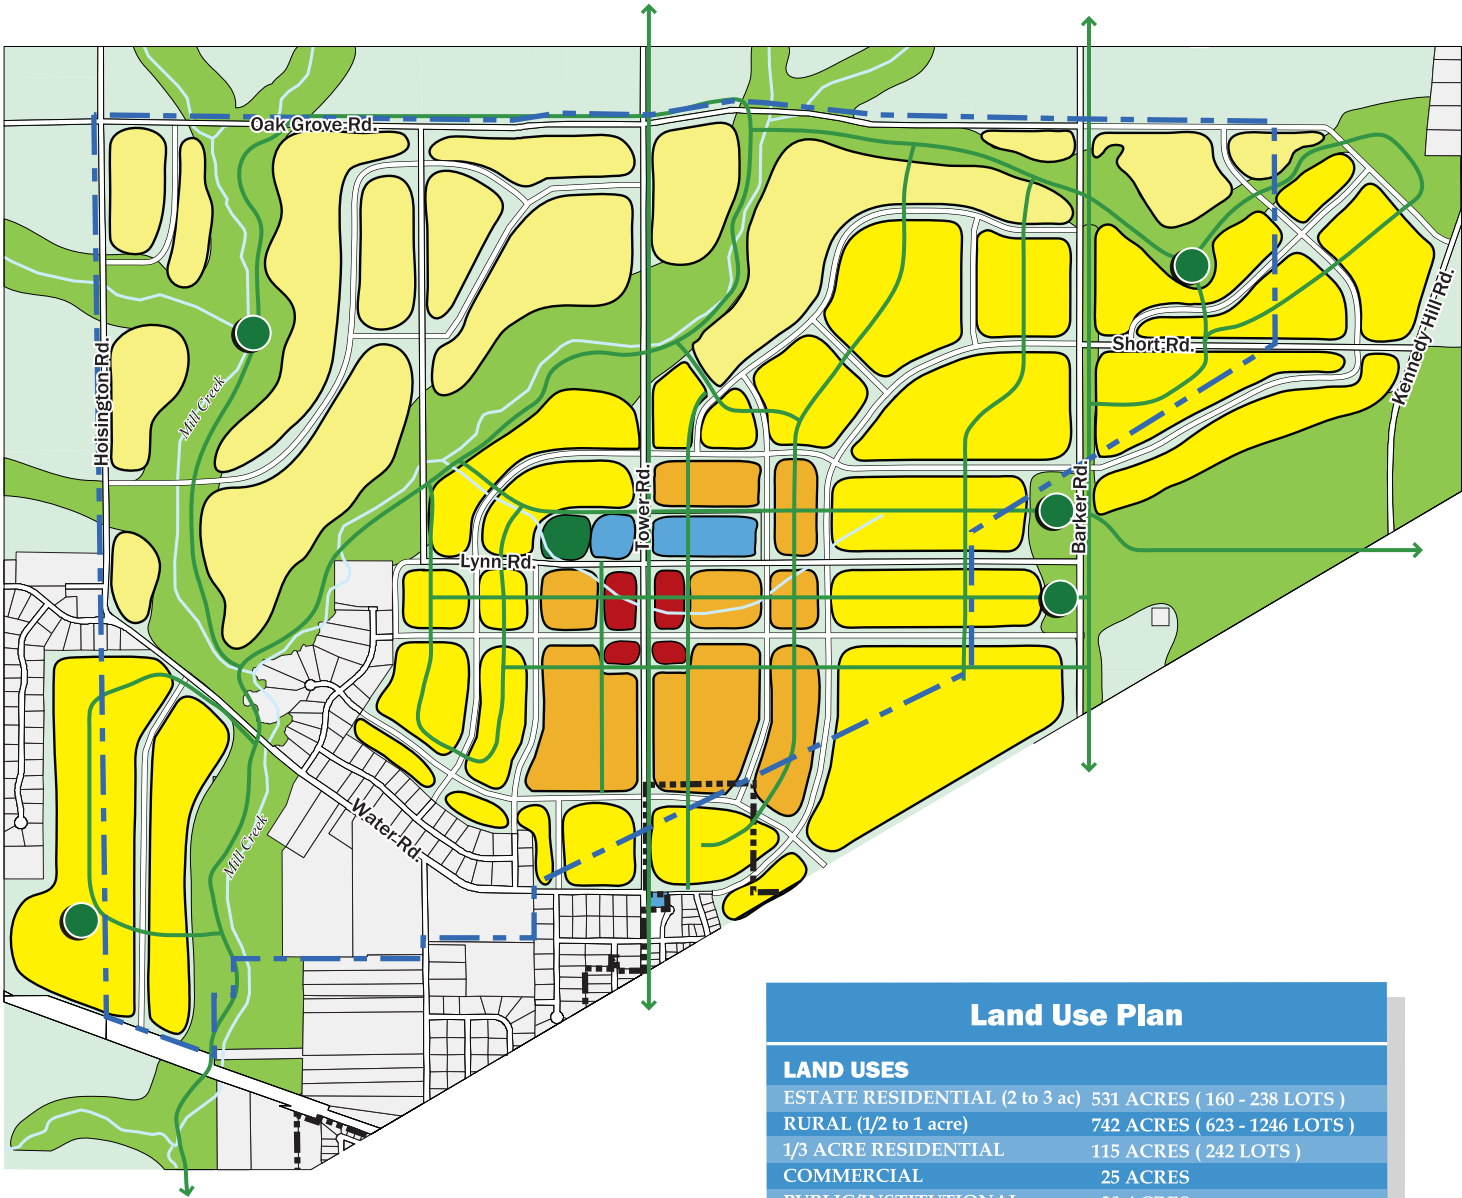 Oak Grove Rd.
Hoisington Rd.
Mill Creek
Short Rd.
Kennedy Hill Rd.
Tower Rd.
Barker Rd.
Lynn Rd.
Water Rd.
Mill Creek
Land Use Plan
LAND USES
ESTATE RESIDENTIAL (2 to 3 ac) 531 ACRES ( 160 - 238 LOTS )
RURAL (1/2 to 1 acre) 742 ACRES ( 623 - 1246 LOTS )
1/3 ACRE RESIDENTIAL 115 ACRES ( 242 LOTS )
COMMERCIAL 25 ACRES